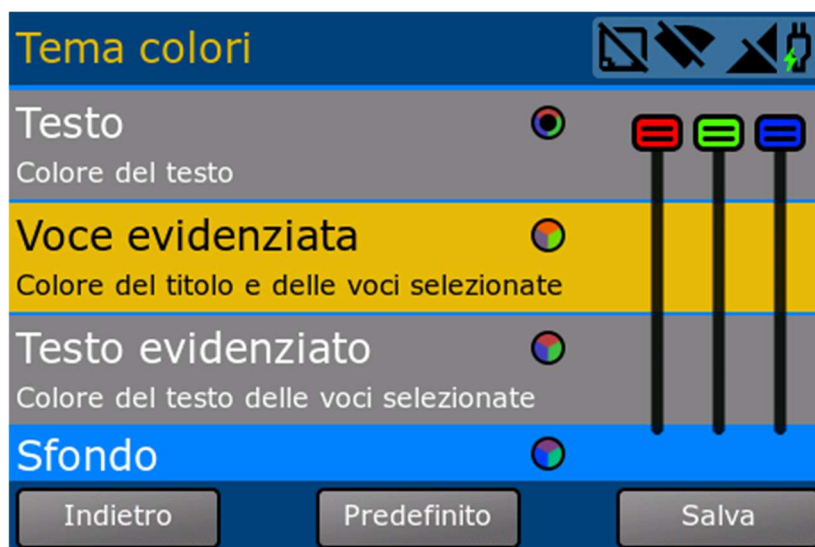 Tema colori
Testo
Colore del testo
Voce evidenziata
Colore del titolo e delle voci selezionate
Testo evidenziato
Colore del testo delle voci selezionate
Sfondo
Indietro
Predefinito
Salva